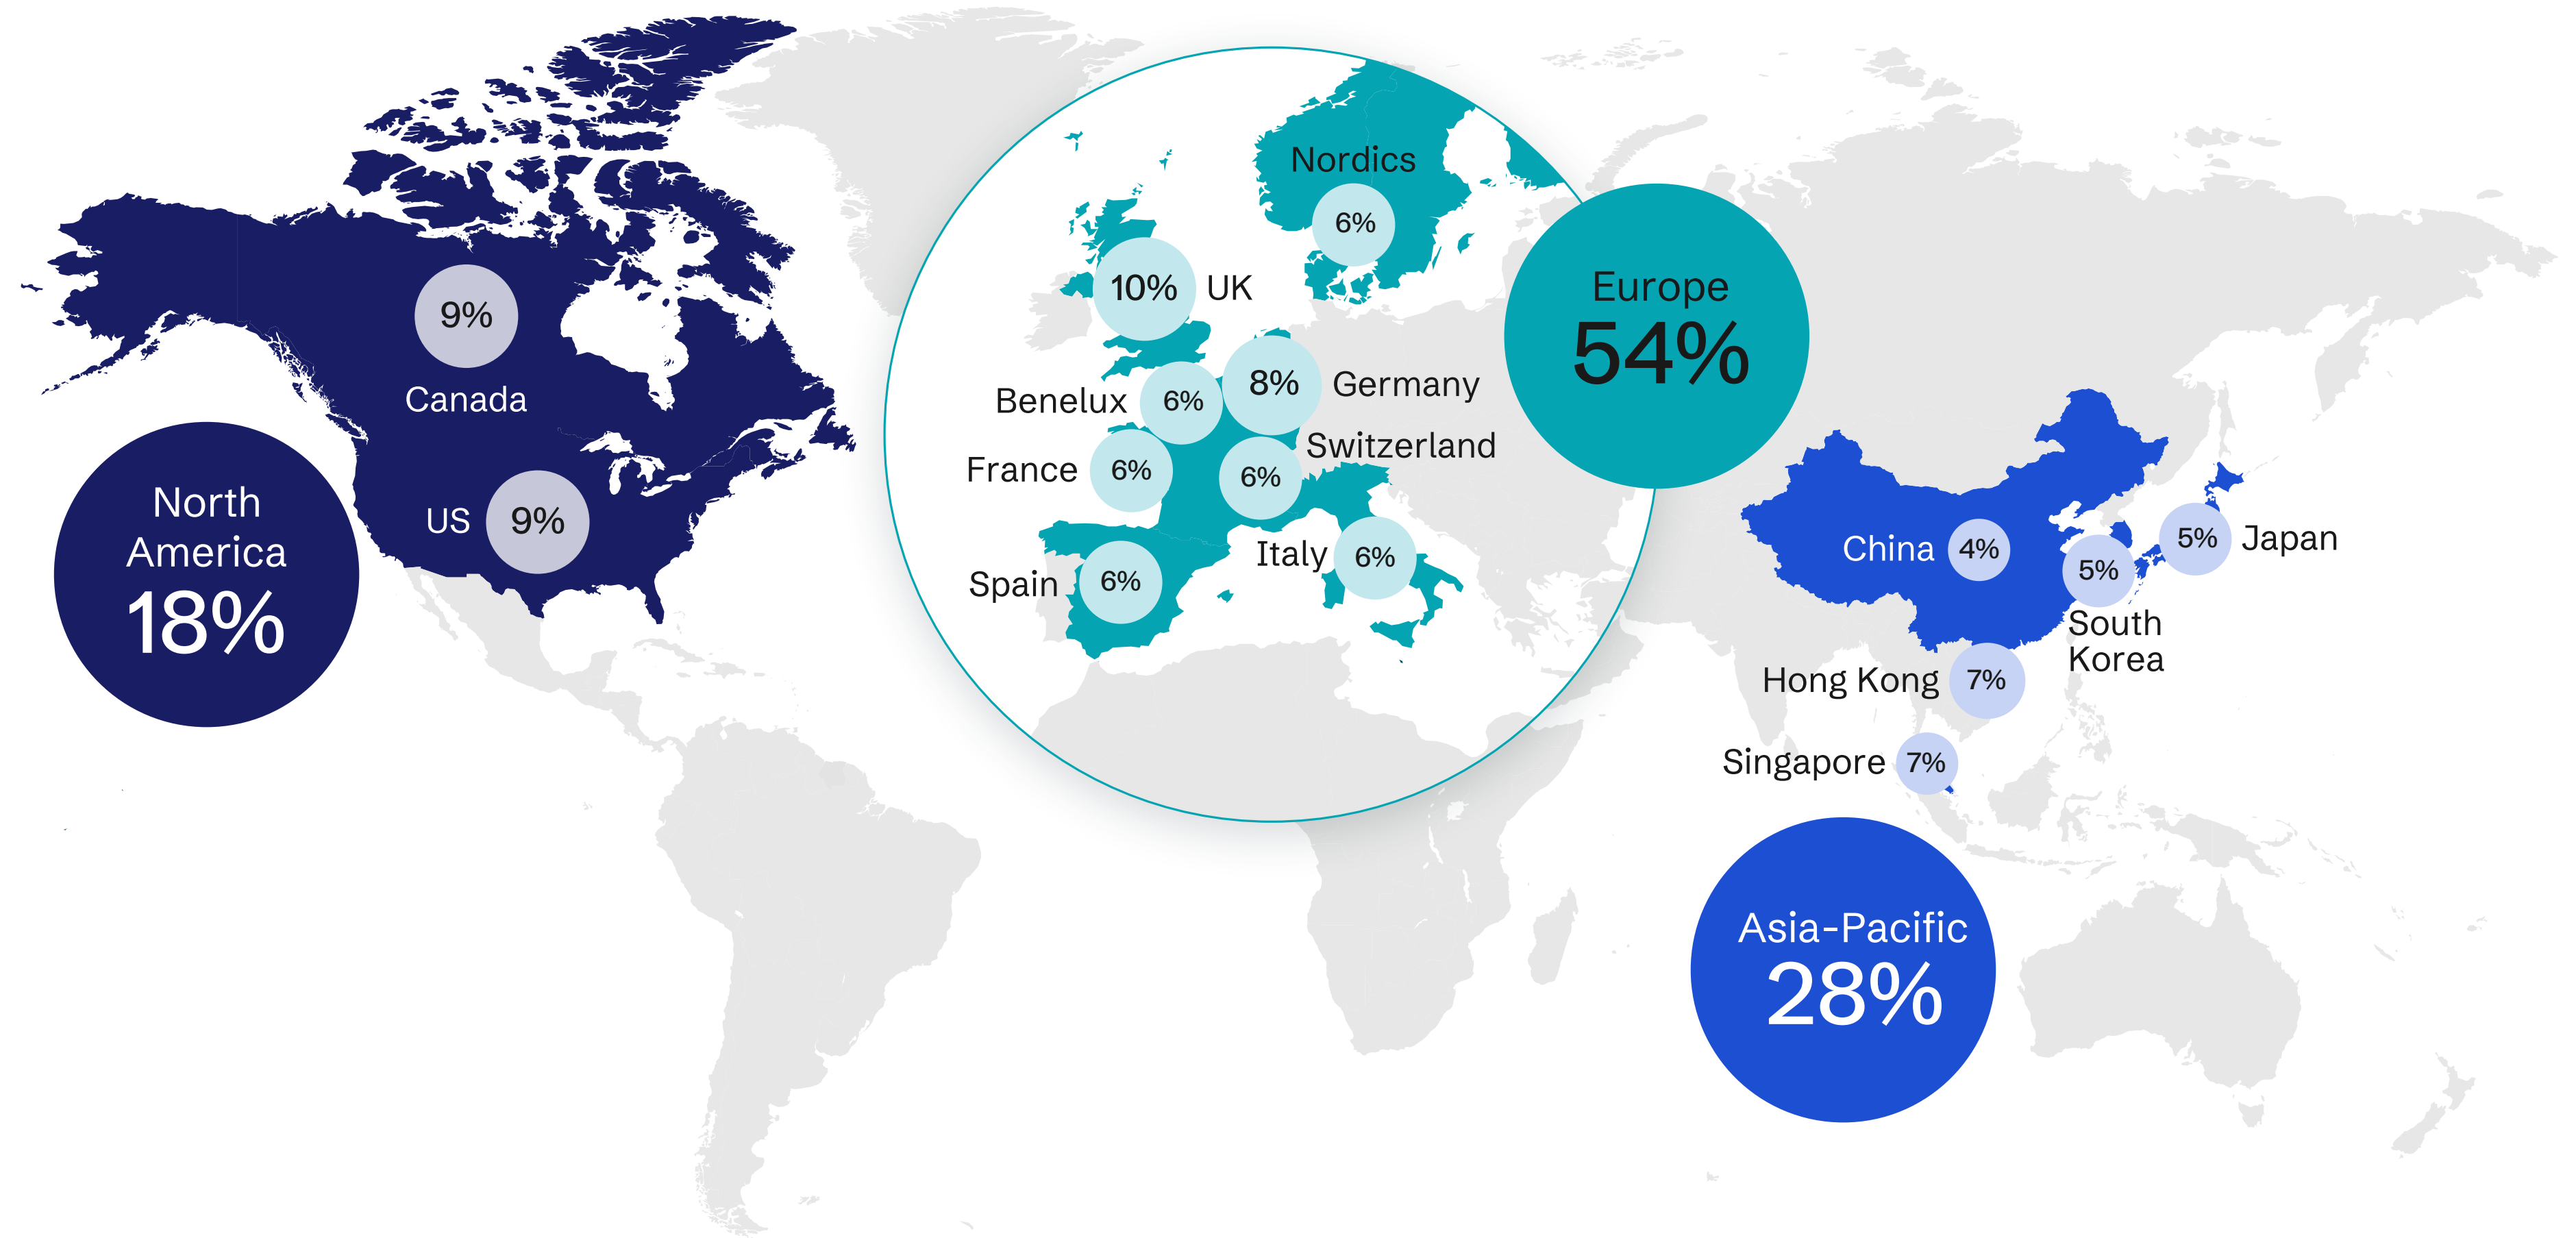 9%
Canada
US 9%
North
America
18%
Nordics
6%
10% UK
Benelux 6%
8% Germany
France 6%
6% Switzerland
Spain 6%
Italy 6%
Europe
54%
China 4%
5% Japan
5%
South
Korea
Hong Kong 7%
Singapore 7%
Asia-Pacific
28%